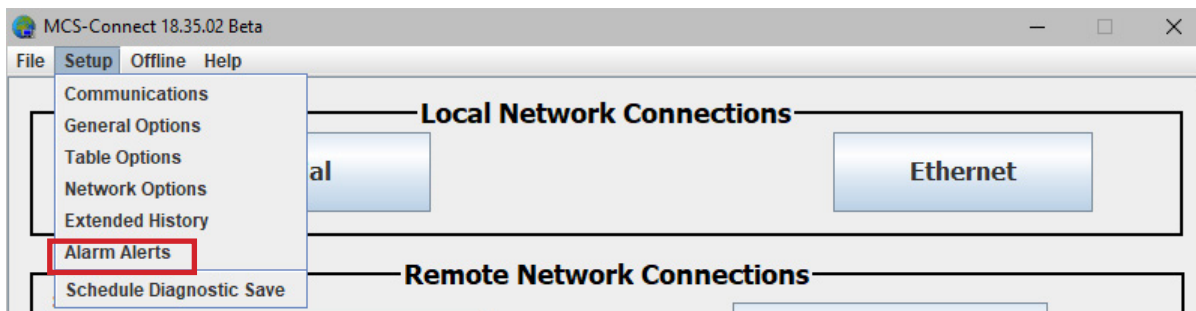 MCS-Connect 18.35.02 Beta
File Setup Offline Help
Communications
General Options
Table Options
Network Options
Extended History
Alarm Alerts
Schedule Diagnostic Save
Local Network Connections
al
Ethernet
Remote Network Connections